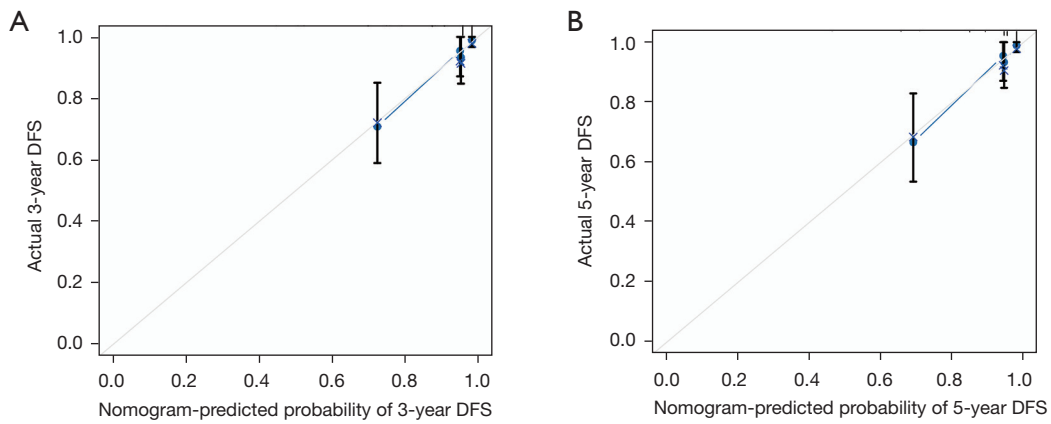 A
1.0
0.8
0.6
0.4
0.2
0.0
Actual 3-year DFS
0.0 0.2 0.4 0.6 0.8 1.0
Nomogram-predicted probability of 3-year DFS
B
1.0
0.8
0.6
0.4
0.2
0.0
Actual 5-year DFS
0.0 0.2 0.4 0.6 0.8 1.0
Nomogram-predicted probability of 5-year DFS